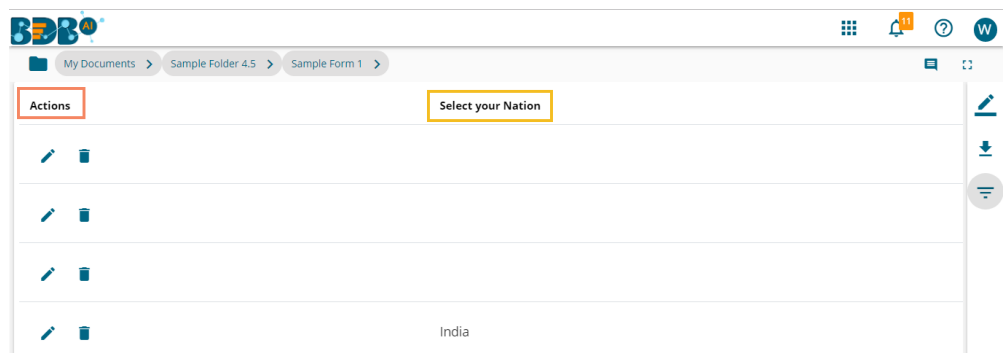 BDB AI
11
W
My Documents > Sample Folder 4.5 > Sample Form 1 >
Actions Select your Nation
India